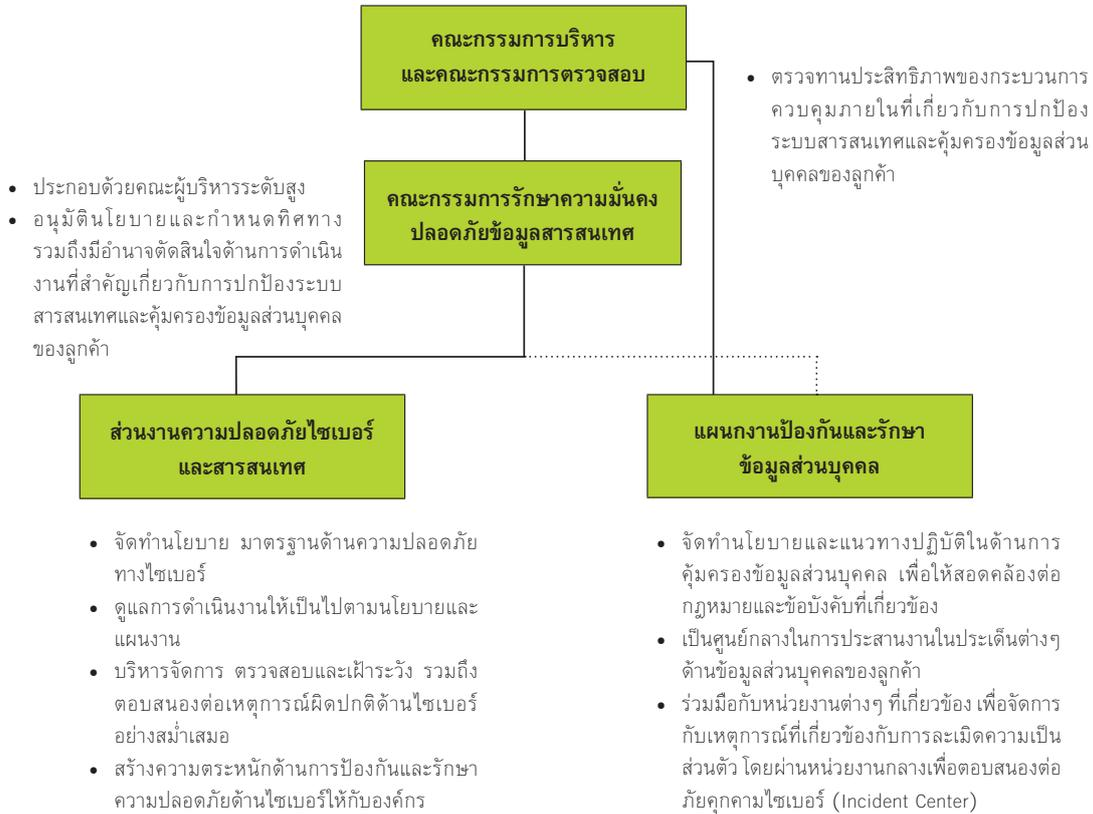 คณะกรรมการบริหาร
และคณะกรรมการตรวจสอบ
• ตรวจทานประสิทธิภาพของกระบวนการ
ควบคุมภายในที่เกี่ยวกับการปกป้อง
ระบบสารสนเทศและคุ้มครองข้อมูลส่วน
บุคคลของลูกค้า
คณะกรรมการรักษาความมั่นคง
ปลอดภัยข้อมูลสารสนเทศ
• ประกอบด้วยคณะผู้บริหารระดับสูง
• อนุมัตินโยบายและกำหนดทิศทาง
รวมถึงมีอำนาจตัดสินใจด้านการดำเนิน
งานที่สำคัญเกี่ยวกับการปกป้องระบบ
สารสนเทศและคุ้มครองข้อมูลส่วนบุคคล
ของลูกค้า
ส่วนงานความปลอดภัยไซเบอร์
และสารสนเทศ
• จัดทำนโยบาย มาตรฐานด้านความปลอดภัย
ทางไซเบอร์
• ดูแลการดำเนินงานให้เป็นไปตามนโยบายและ
แผนงาน
• บริหารจัดการ ตรวจสอบและเฝ้าระวัง รวมถึง
ตอบสนองต่อเหตุการณ์ผิดปกติด้านไซเบอร์
อย่างสม่ำเสมอ
• สร้างความตระหนักด้านการป้องกันและรักษา
ความปลอดภัยด้านไซเบอร์ให้กับองค์กร
แผนกงานป้องกันและรักษา
ข้อมูลส่วนบุคคล
• จัดทำนโยบายและแนวทางปฏิบัติในด้านการ
คุ้มครองข้อมูลส่วนบุคคล เพื่อให้สอดคล้องต่อ
กฎหมายและข้อบังคับที่เกี่ยวข้อง
• เป็นศูนย์กลางในการประสานงานในประเด็นต่างๆ
ด้านข้อมูลส่วนบุคคลของลูกค้า
• ร่วมมือกับหน่วยงานต่างๆ ที่เกี่ยวข้อง เพื่อจัดการ
กับเหตุการณ์ที่เกี่ยวข้องกับการละเมิดความเป็น
ส่วนตัว โดยผ่านหน่วยงานกลางเพื่อตอบสนองต่อ
ภัยคุกคามไซเบอร์ (Incident Center)